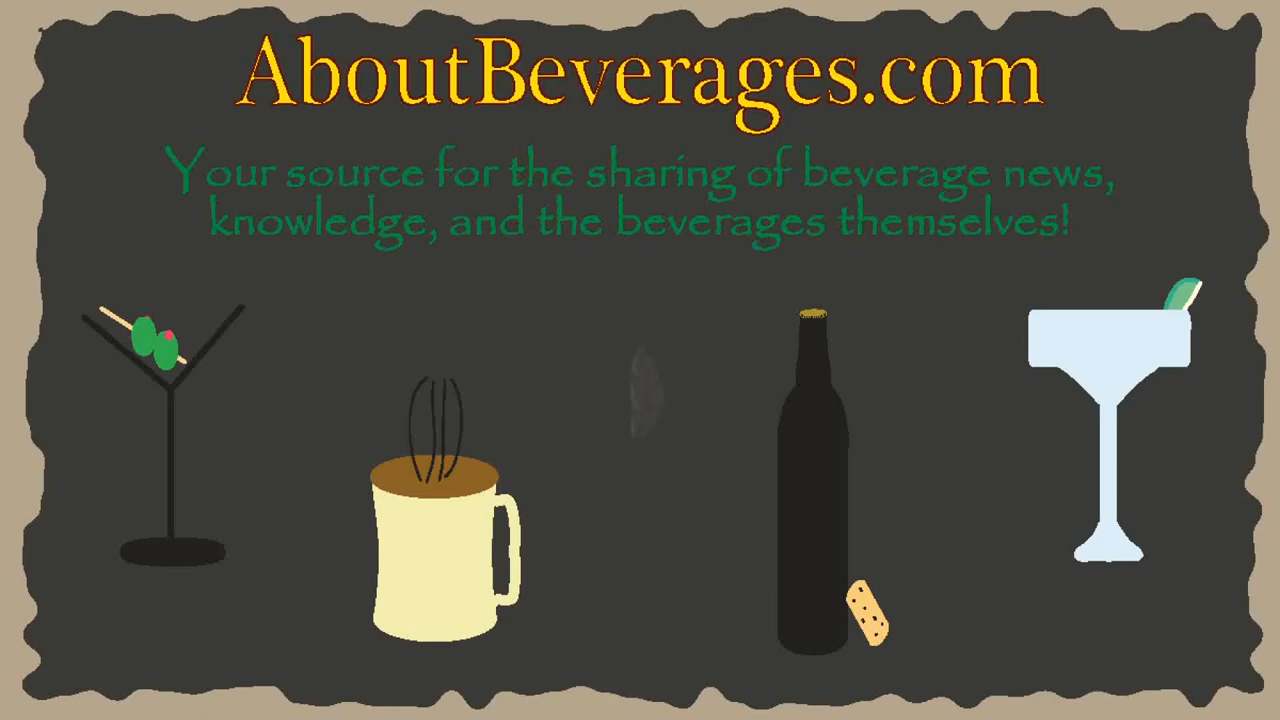 AboutBeverages.com
Your source for the sharing of beverage news,
knowledge, and the beverages themselves!